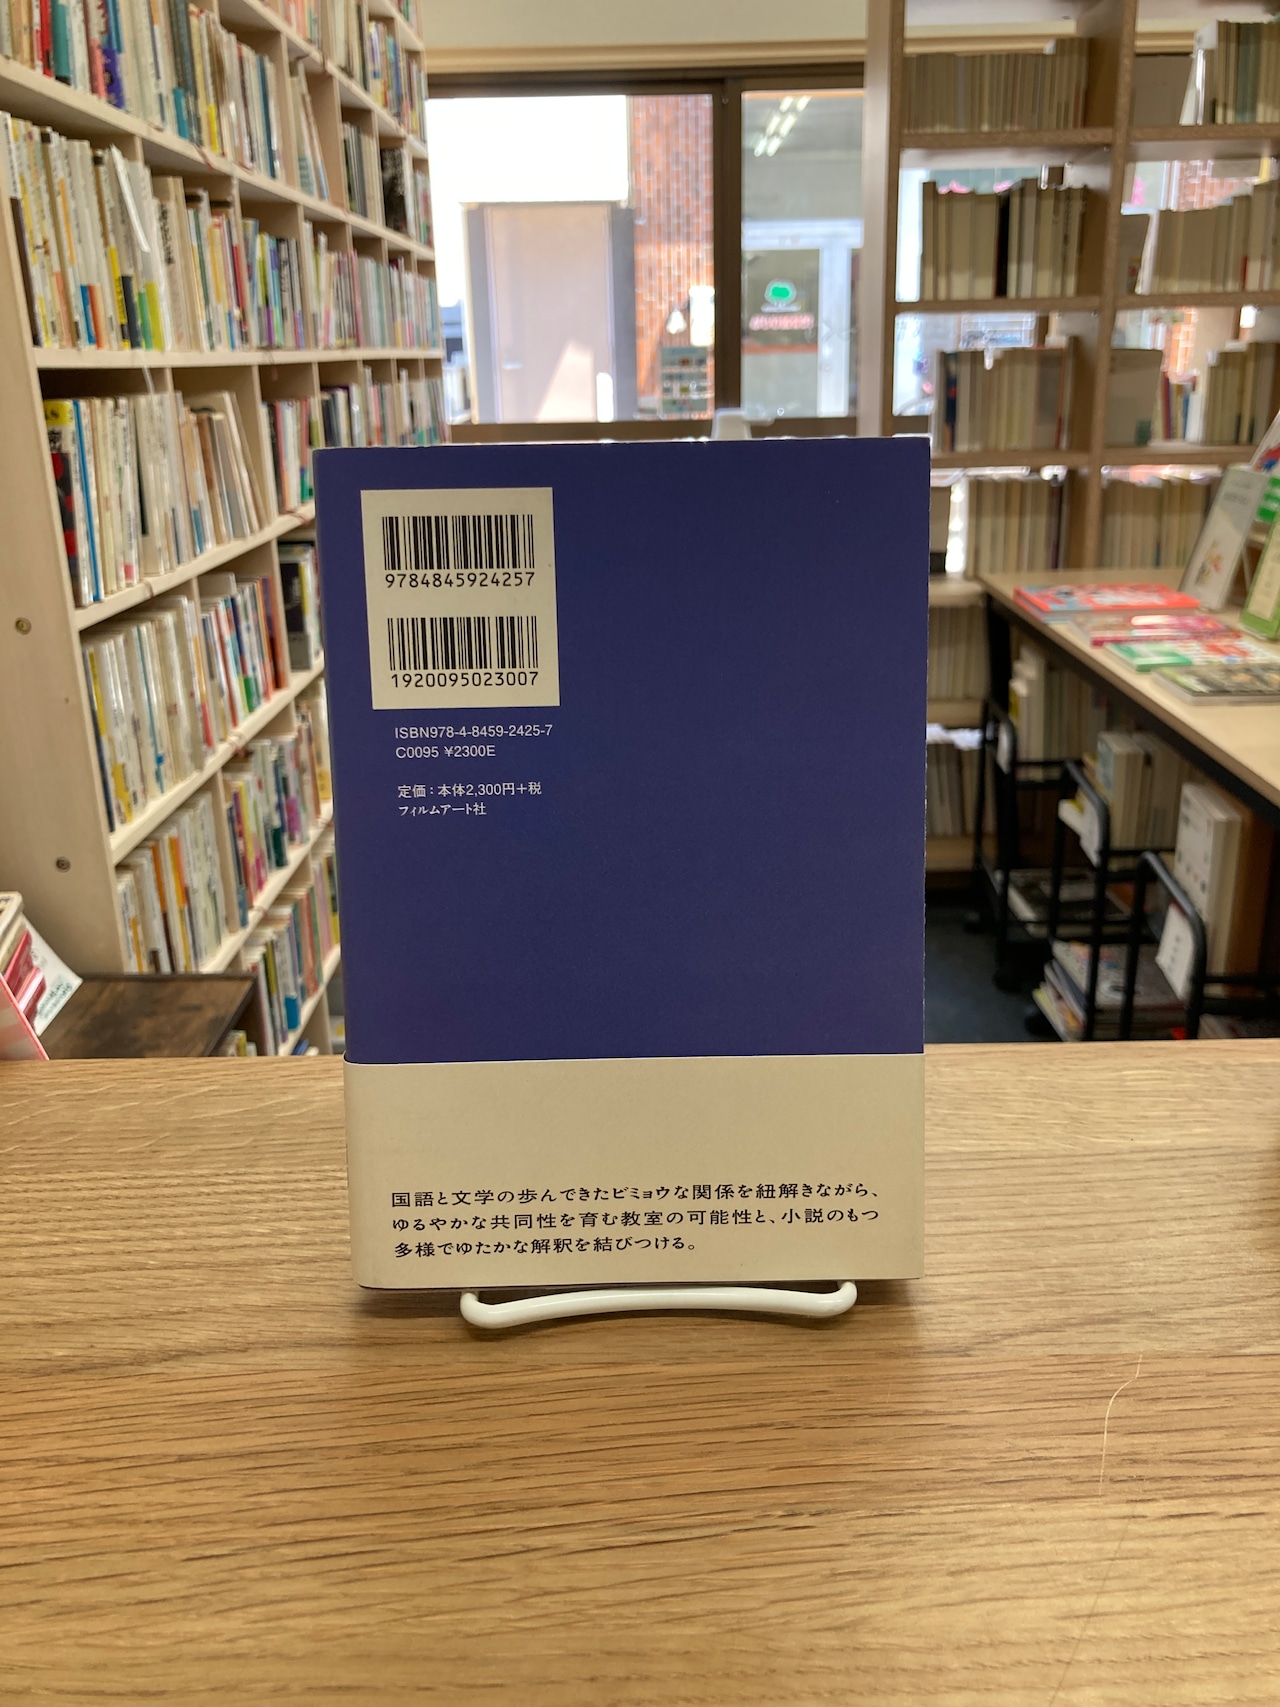 9784845924257
1920095023007
ISBN978-4-8459-2425-7
C0095 ¥2300E
定価：本体2,300円＋税
フィルムアート社
国語と文学の歩んできたビミョウな関係を紐解きながら、
ゆるやかな共同性を育む教室の可能性と、小説のもつ
多様でゆたかな解釈を結びつける。